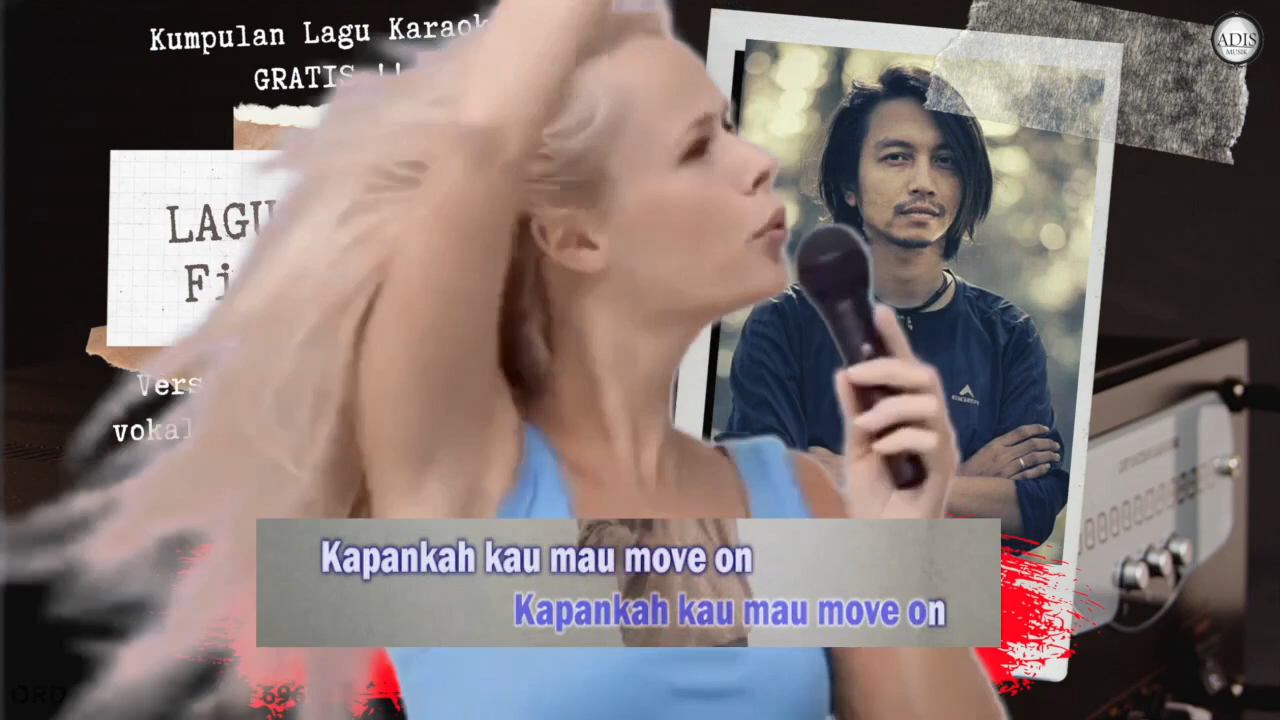 Kumpulan Lagu Karaok
GRATIS !!
ADIS
MUSIK
LAGU
Fi
Vers
vokal
Kapankah kau mau move on
Kapankah kau mau move on